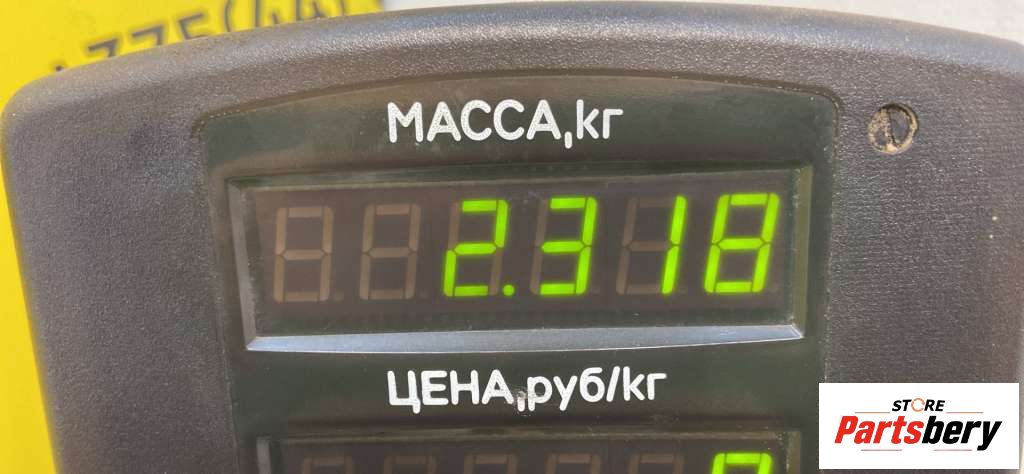 МАССА,кг
2.318
ЦЕНА,руб/кг
STORE
Partsbery